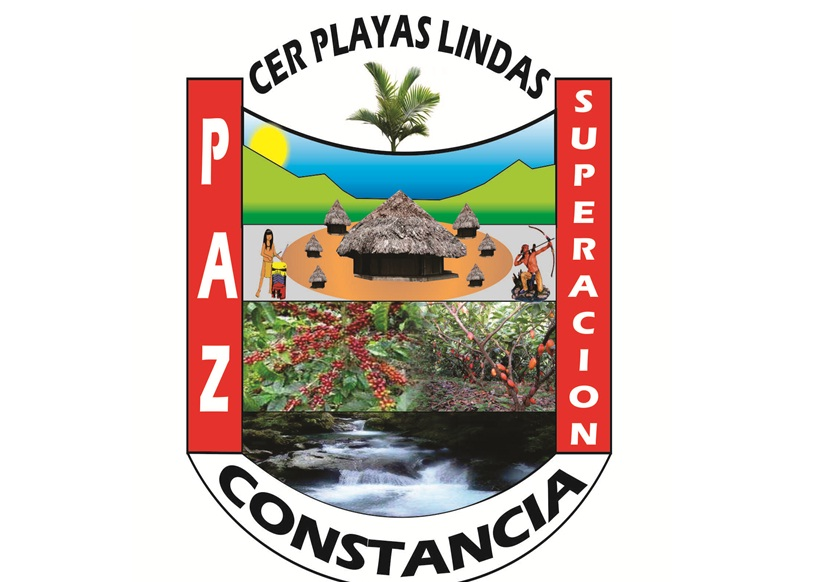 CER PLAYAS LINDAS
PAZ
SUPERACION
CONSTANCIA